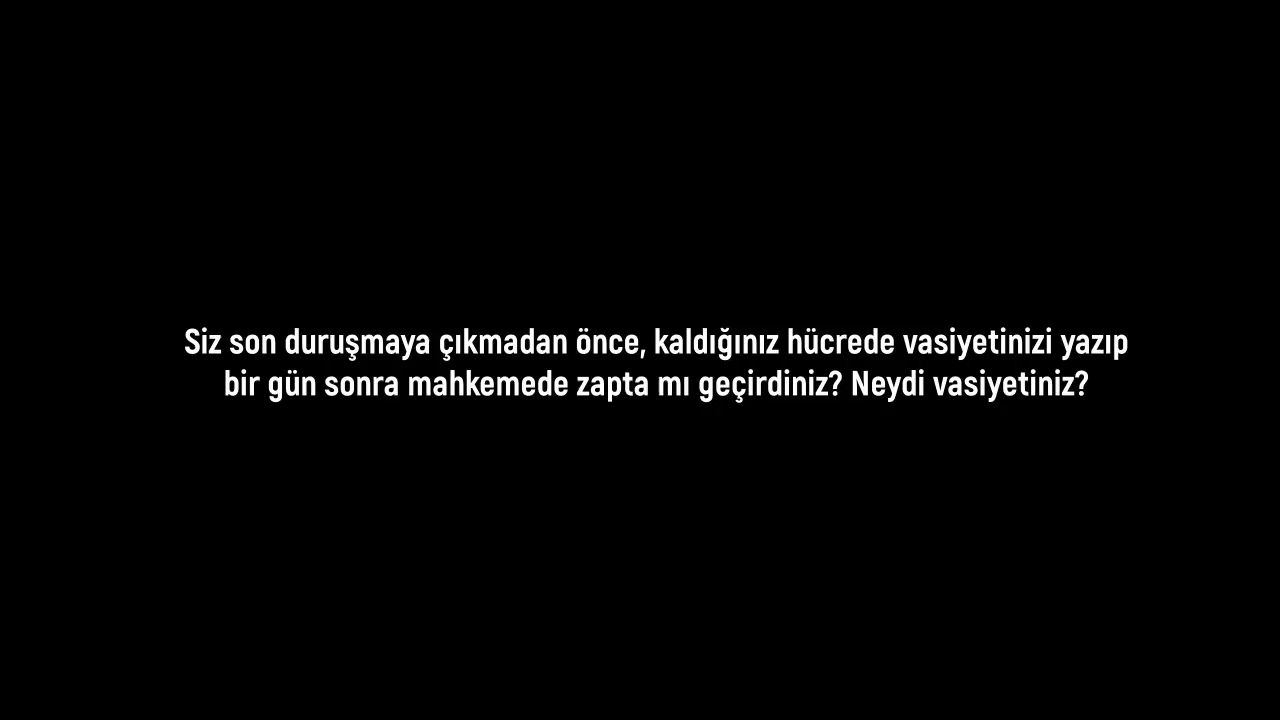 Siz son duruşmaya çıkmadan önce, kaldığınız hücrede vasiyetinizi yazıp
bir gün sonra mahkemede zapta mı geçirdiniz? Neydi vasiyetiniz?